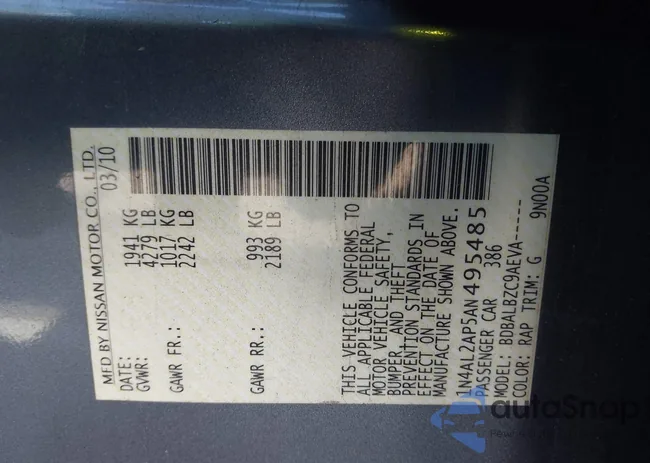 MFD BY NISSAN MOTOR CO., LTD.
DATE: 03/10
GVWR: 1941 KG
4279 LB
GAWR FR.: 1017 KG
2242 LB
GAWR RR.: 993 KG
2189 LB
THIS VEHICLE CONFORMS TO
ALL APPLICABLE FEDERAL
MOTOR VEHICLE SAFETY,
BUMPER, AND THEFT
PREVENTION STANDARDS IN
EFFECT ON THE DATE OF
MANUFACTURE SHOWN ABOVE.
1N4AL2AP5AN495485
PASSENGER CAR 386
MODEL: BDBALBZC9AEVA-----
COLOR: RAP TRIM: G 9N00A
autoSnap